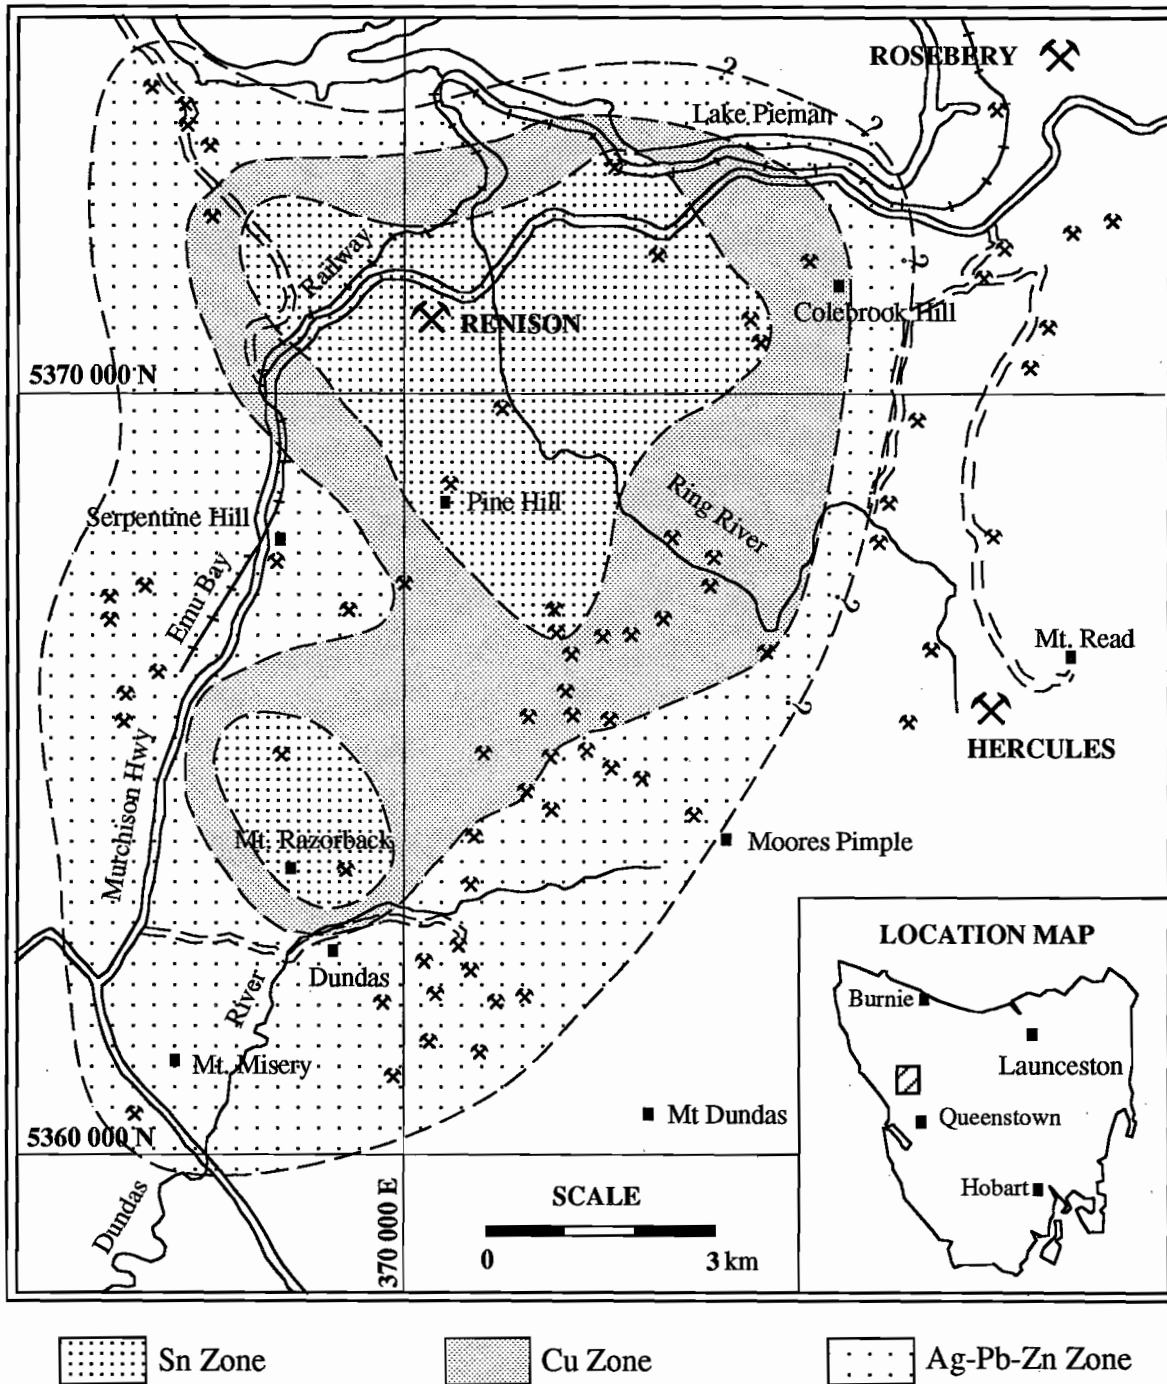 ROSEBERY
?
Lake Pieman
?
Railway
?
RENISON
Colebrook Hill
5370 000 N
Ring River
Pine Hill
Serpentine Hill
Emu Bay
?
Mt. Read
?
HERCULES
Murchison Hwy
Mt. Razorback
Moores Pimple
LOCATION MAP
Dundas
River
Burnie
Launceston
Mt. Misery
Queenstown
Mt Dundas
5360 000 N
Hobart
370 000 E
SCALE
Dundas
0 3 km
Sn Zone
Cu Zone
Ag-Pb-Zn Zone